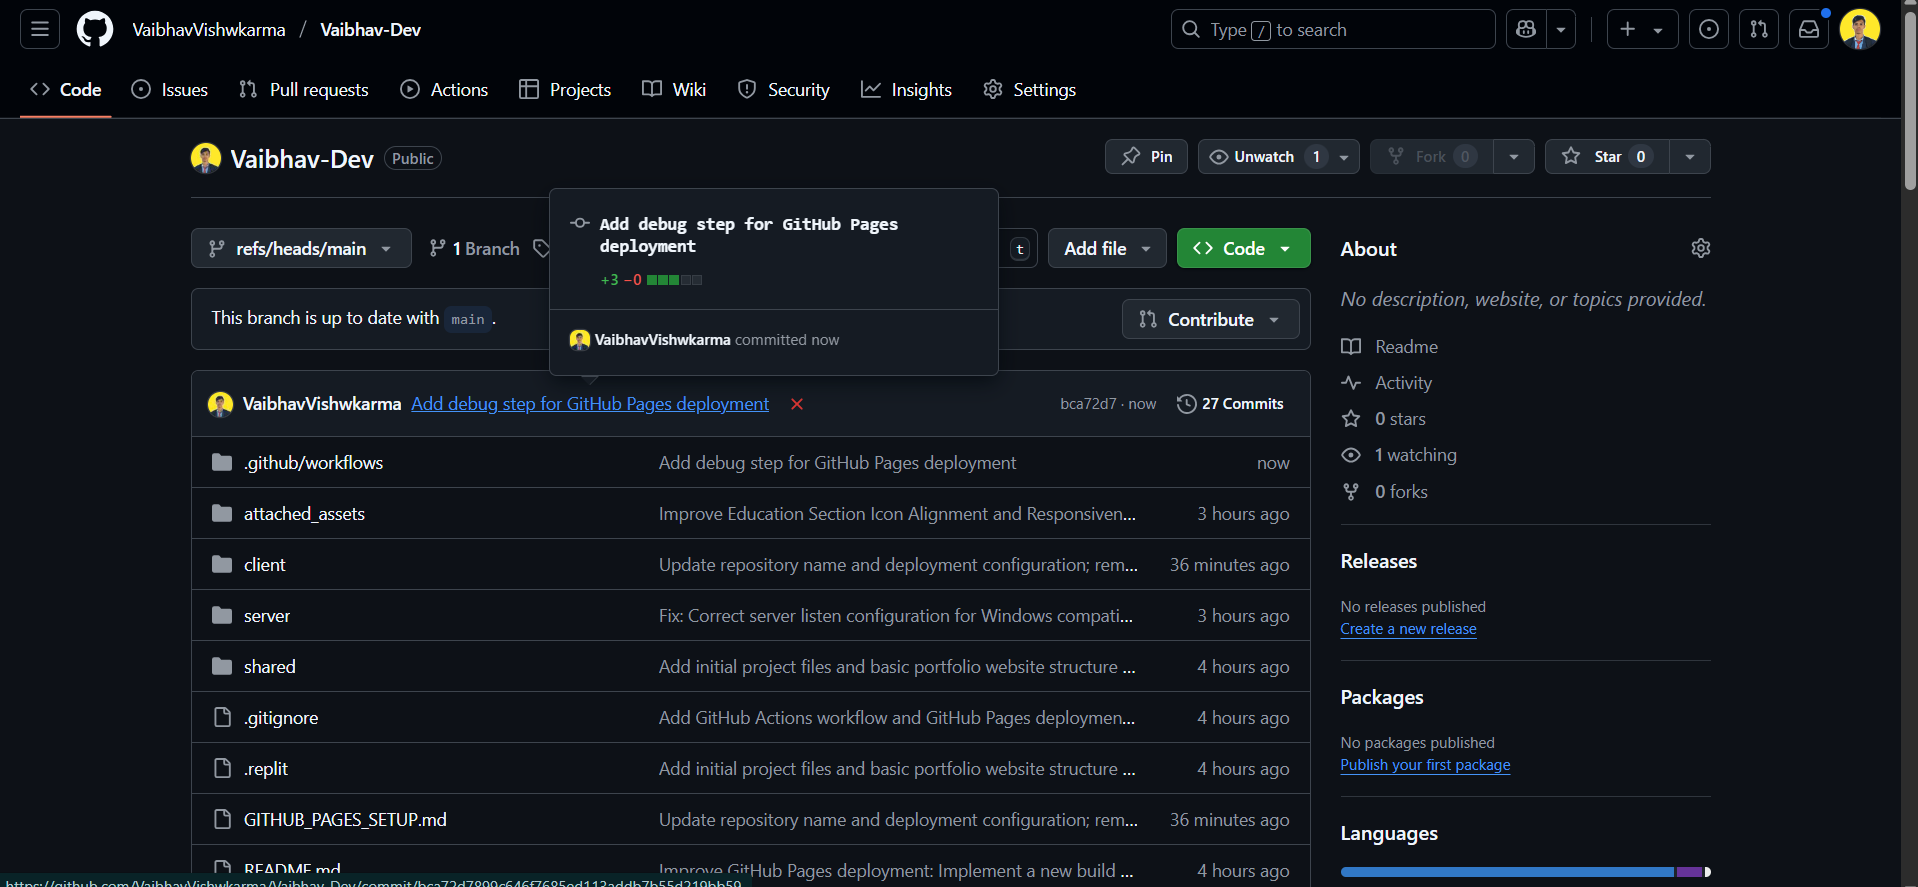 VaibhavVishwkarma / Vaibhav-Dev
Type / to search
Code Issues Pull requests Actions Projects Wiki Security Insights Settings
Vaibhav-Dev Public
Pin Unwatch 1 Fork 0 Star 0
Add debug step for GitHub Pages
deployment
+3 −0
VaibhavVishwkarma committed now
refs/heads/main 1 Branch t Add file Code
This branch is up to date with main.
Contribute
VaibhavVishwkarma Add debug step for GitHub Pages deployment bca72d7 · now 27 Commits
.github/workflows Add debug step for GitHub Pages deployment now
attached_assets Improve Education Section Icon Alignment and Responsiven... 3 hours ago
client Update repository name and deployment configuration; rem... 36 minutes ago
server Fix: Correct server listen configuration for Windows compati... 3 hours ago
shared Add initial project files and basic portfolio website structure ... 4 hours ago
.gitignore Add GitHub Actions workflow and GitHub Pages deploymen... 4 hours ago
.replit Add initial project files and basic portfolio website structure ... 4 hours ago
GITHUB_PAGES_SETUP.md Update repository name and deployment configuration; rem... 36 minutes ago
README.md Improve GitHub Pages deployment: Implement a new build ... 4 hours ago
About
No description, website, or topics provided.
Readme
Activity
0 stars
1 watching
0 forks
Releases
No releases published
Create a new release
Packages
No packages published
Publish your first package
Languages